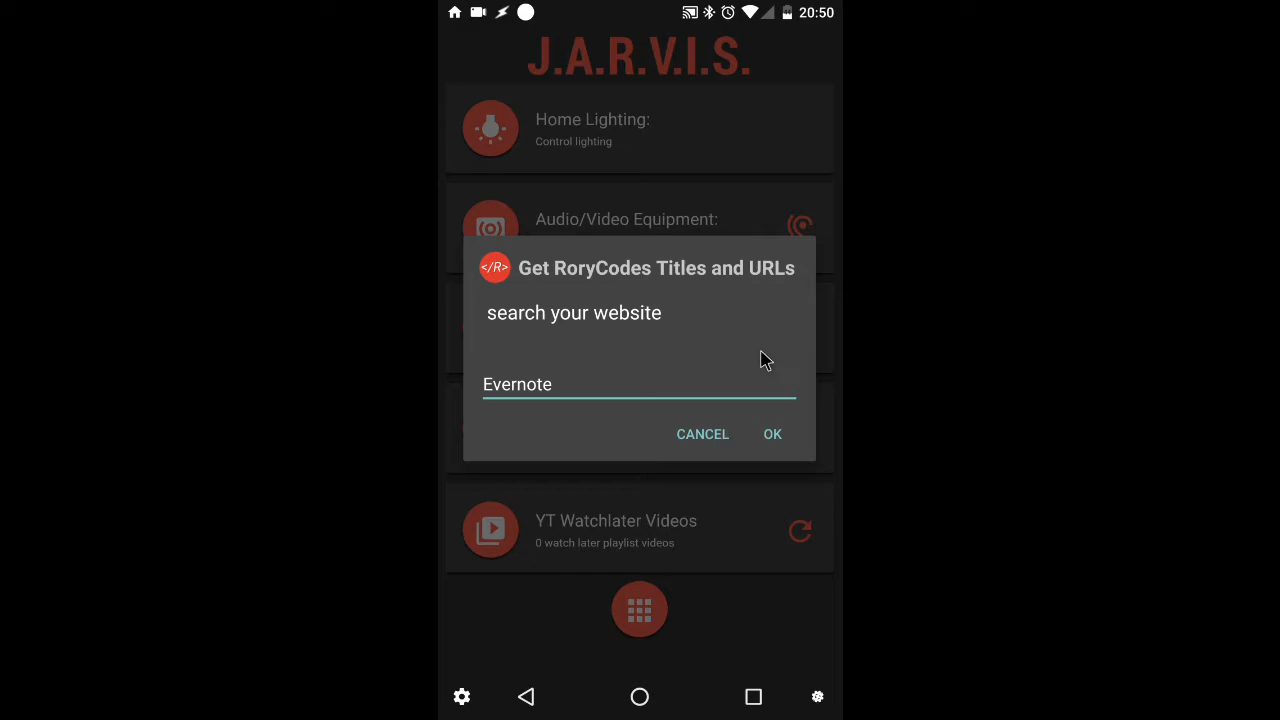 20:50
J.A.R.V.I.S.
Home Lighting:
Control lighting
Audio/Video Equipment:
</R> Get RoryCodes Titles and URLs
search your website
Evernote
CANCEL OK
YT Watchlater Videos
0 watch later playlist videos